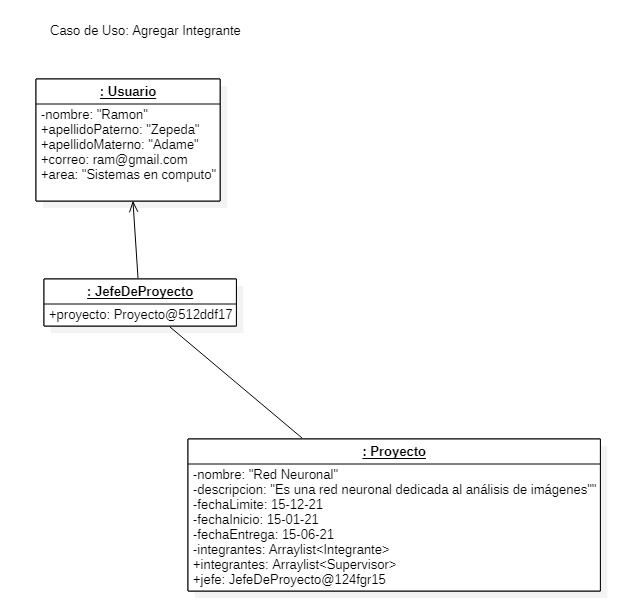 Caso de Uso: Agregar Integrante
: Usuario
-nombre: "Ramon"
+apellidoPaterno: "Zepeda"
+apellidoMaterno: "Adame"
+correo: ram@gmail.com
+area: "Sistemas en computo"
: JefeDeProyecto
+proyecto: Proyecto@512ddf17
: Proyecto
-nombre: "Red Neuronal"
-descripcion: "Es una red neuronal dedicada al análisis de imágenes""
-fechaLimite: 15-12-21
-fechaInicio: 15-01-21
-fechaEntrega: 15-06-21
-integrantes: Arraylist<Integrante>
+integrantes: Arraylist<Supervisor>
+jefe: JefeDeProyecto@124fgr15